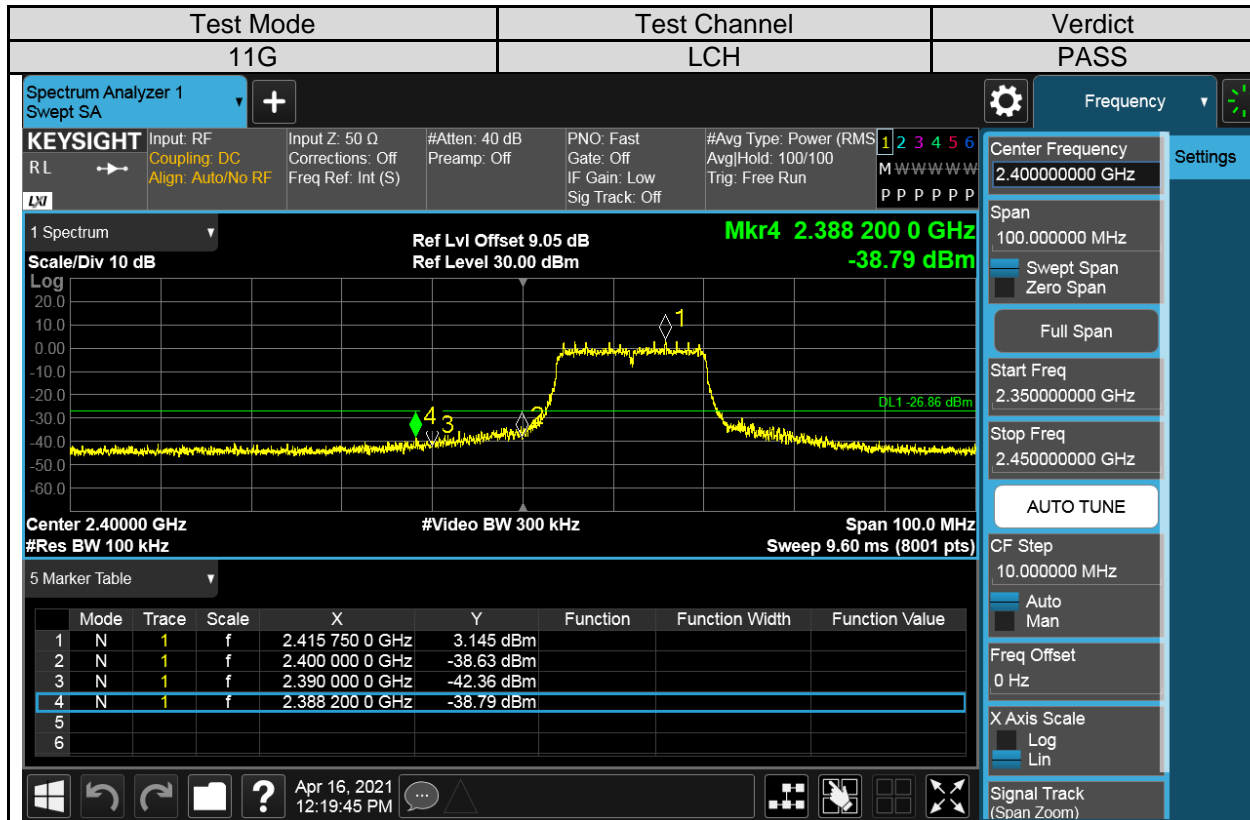 Test Mode Test Channel Verdict
11G LCH PASS
Spectrum Analyzer 1
Swept SA
+
Frequency
KEYSIGHT
RL
LXI
Input: RF
Coupling: DC
Align: Auto/No RF
Input Z: 50 Ω
Corrections: Off
Freq Ref: Int (S)
#Atten: 40 dB
Preamp: Off
PNO: Fast
Gate: Off
IF Gain: Low
Sig Track: Off
#Avg Type: Power (RMS
Avg|Hold: 100/100
Trig: Free Run
1 2 3 4 5 6
M W W W W W
P P P P P P
1 Spectrum
Scale/Div 10 dB
Ref Lvl Offset 9.05 dB
Ref Level 30.00 dBm
Mkr4 2.388 200 0 GHz
-38.79 dBm
Log
20.0
10.0
0.00
-10.0
-20.0
-30.0
-40.0
-50.0
-60.0
1
2
3
4
DL1 -26.86 dBm
Center 2.40000 GHz #Video BW 300 kHz Span 100.0 MHz
#Res BW 100 kHz Sweep 9.60 ms (8001 pts)
5 Marker Table
Mode Trace Scale X Y Function Function Width Function Value
1 N 1 f 2.415 750 0 GHz 3.145 dBm
2 N 1 f 2.400 000 0 GHz -38.63 dBm
3 N 1 f 2.390 000 0 GHz -42.36 dBm
4 N 1 f 2.388 200 0 GHz -38.79 dBm
5
6
?
Apr 16, 2021
12:19:45 PM
Center Frequency
2.400000000 GHz
Settings
Span
100.000000 MHz
Swept Span
Zero Span
Full Span
Start Freq
2.350000000 GHz
Stop Freq
2.450000000 GHz
AUTO TUNE
CF Step
10.000000 MHz
Auto
Man
Freq Offset
0 Hz
X Axis Scale
Log
Lin
Signal Track
(Span Zoom)